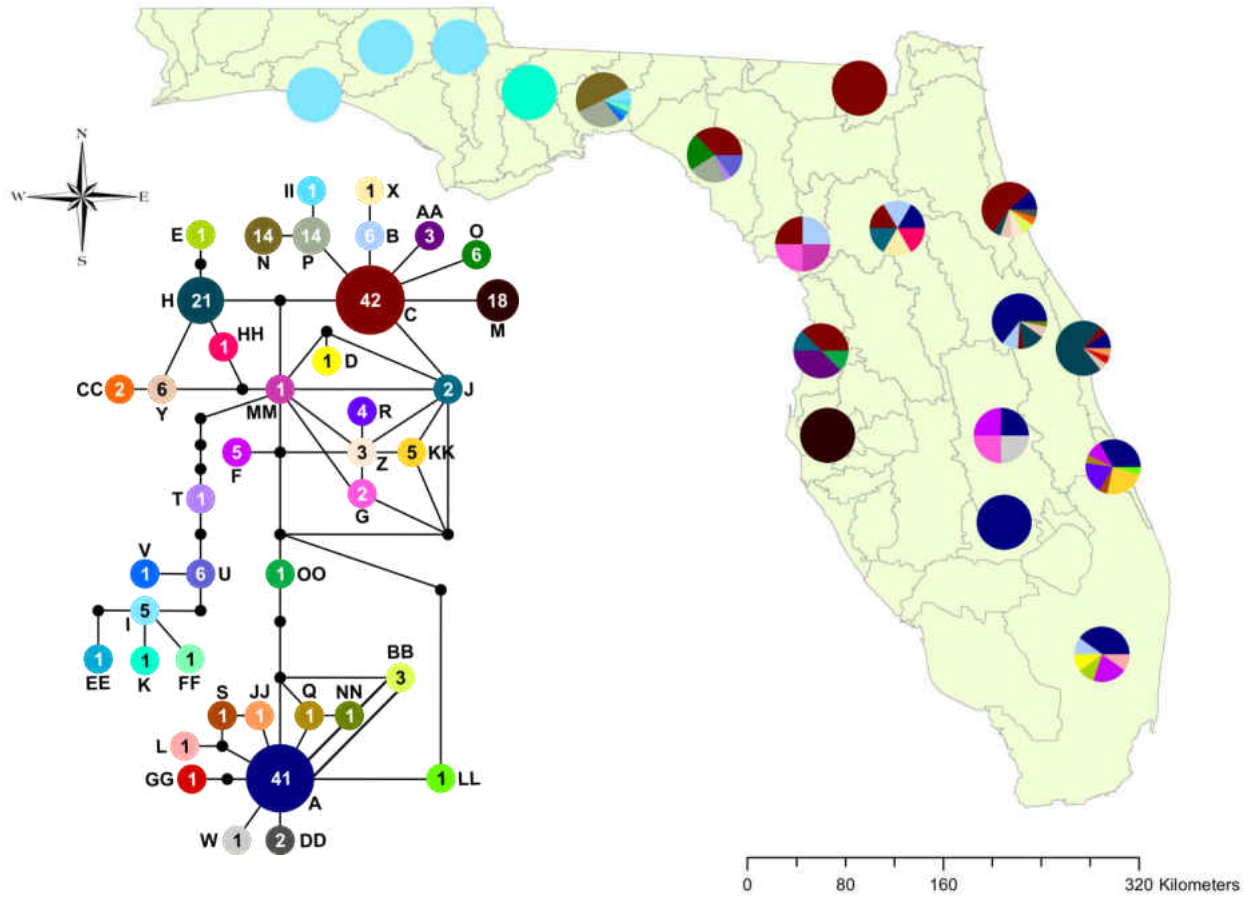 N
W E
S
II 1 1 X
AA
E 1 14 14 6 B 3 O
N P 6
H 21 42 18
C M
HH
1 1 D
CC 2 6 1 2 J
Y MM
4 R
5 3 5 KK
F Z
2
T 1 G
V
1 6 U 1 OO
5
I BB
1 1 1 3
EE K FF
S JJ Q NN
1 1 1 1
L 1
GG 1 41 1 LL
A
W 1 2 DD
0 80 160 320 Kilometers